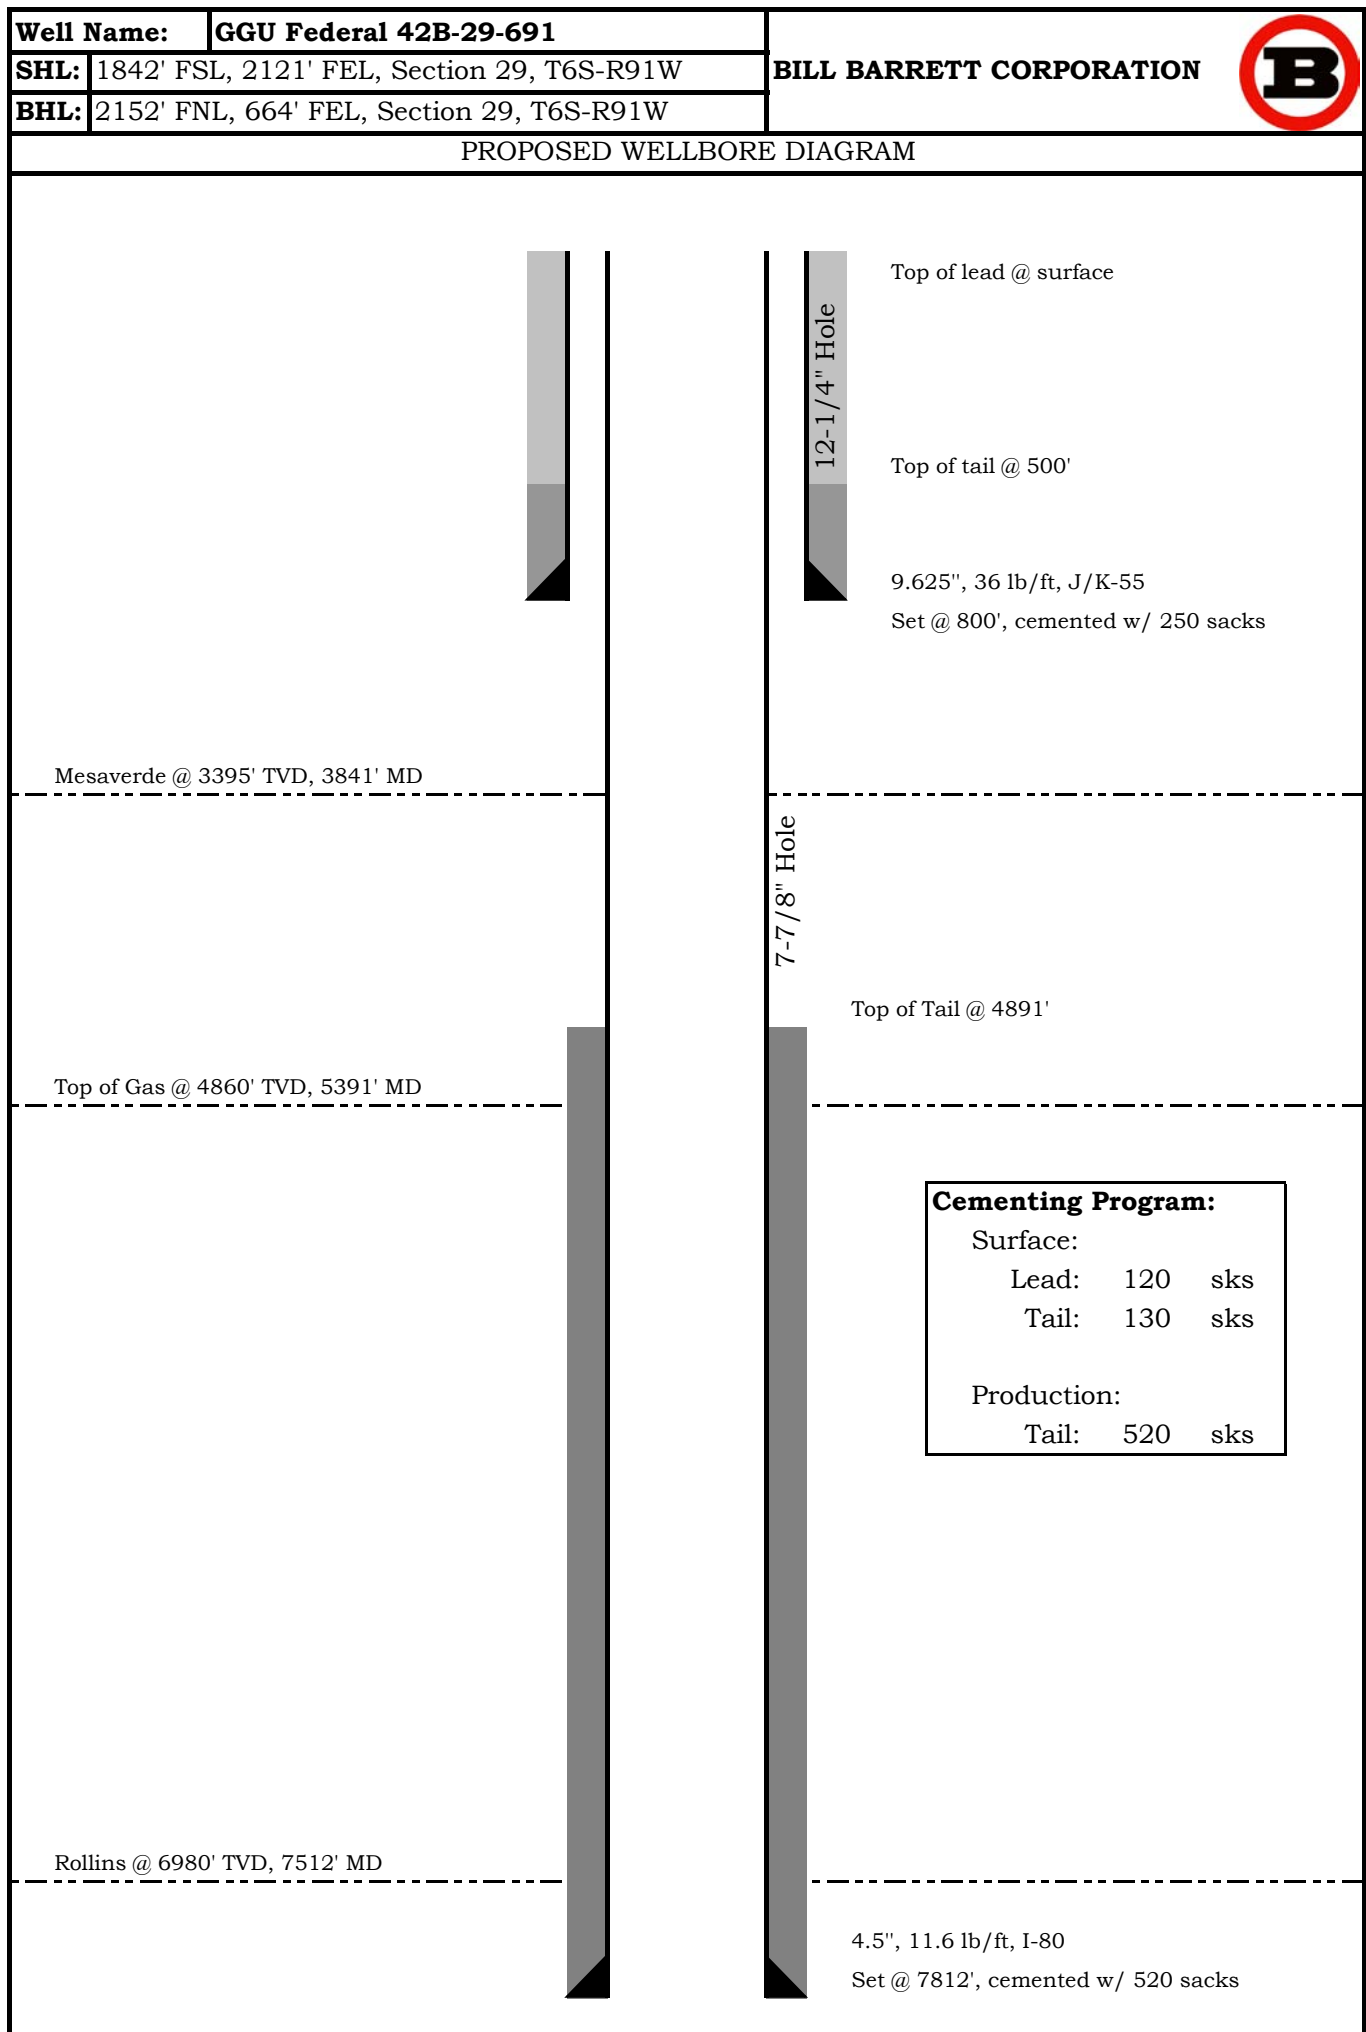 Well Name: GGU Federal 42B-29-691
SHL: 1842' FSL, 2121' FEL, Section 29, T6S-R91W
BILL BARRETT CORPORATION
B
BHL: 2152' FNL, 664' FEL, Section 29, T6S-R91W
PROPOSED WELLBORE DIAGRAM
Top of lead @ surface
12-1/4" Hole
Top of tail @ 500'
9.625", 36 lb/ft, J/K-55
Set @ 800', cemented w/ 250 sacks
Mesaverde @ 3395' TVD, 3841' MD
7-7/8" Hole
Top of Tail @ 4891'
Top of Gas @ 4860' TVD, 5391' MD
Cementing Program:
Surface:
Lead: 120 sks
Tail: 130 sks
Production:
Tail: 520 sks
Rollins @ 6980' TVD, 7512' MD
4.5", 11.6 lb/ft, I-80
Set @ 7812', cemented w/ 520 sacks